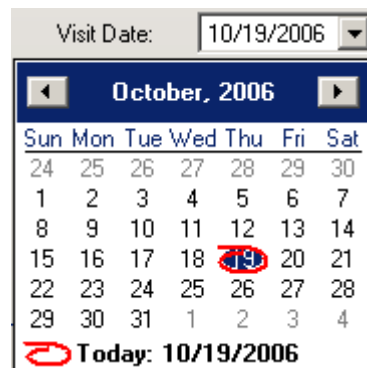 Visit Date: 10/19/2006
October, 2006
Sun Mon Tue Wed Thu Fri Sat
24 25 26 27 28 29 30
1 2 3 4 5 6 7
8 9 10 11 12 13 14
15 16 17 18 19 20 21
22 23 24 25 26 27 28
29 30 31 1 2 3 4
Today: 10/19/2006